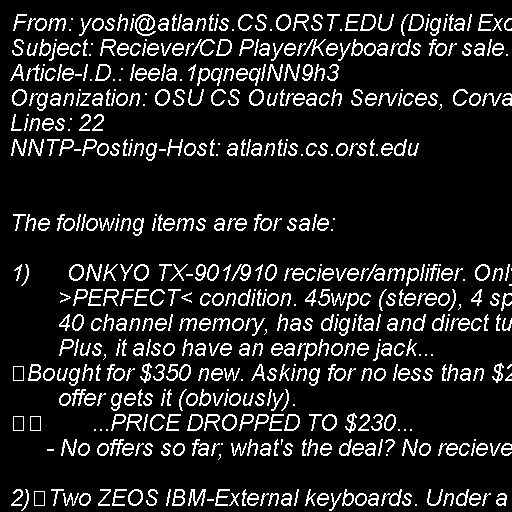 From: yoshi@atlantis.CS.ORST.EDU (Digital Exo
Subject: Reciever/CD Player/Keyboards for sale.
Article-I.D.: leela.1pqneqINN9h3
Organization: OSU CS Outreach Services, Corva
Lines: 22
NNTP-Posting-Host: atlantis.cs.orst.edu
The following items are for sale:
1) ONKYO TX-901/910 reciever/amplifier. Only
>PERFECT< condition. 45wpc (stereo), 4 sp
40 channel memory, has digital and direct tu
Plus, it also have an earphone jack...
Bought for $350 new. Asking for no less than $2
offer gets it (obviously).
...PRICE DROPPED TO $230...
- No offers so far; what's the deal? No recieve
2) Two ZEOS IBM-External keyboards. Under a